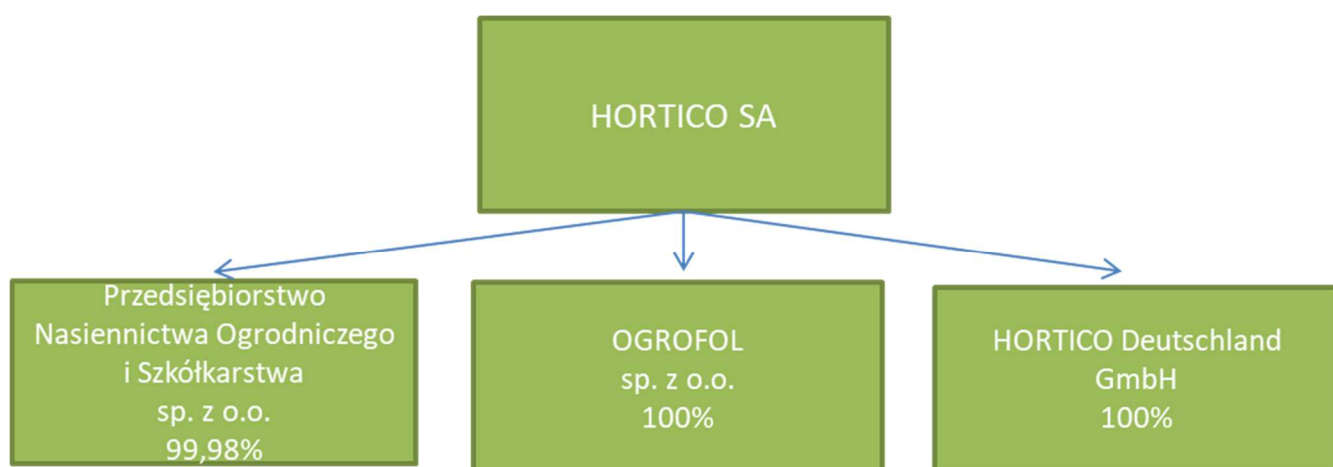 HORTICO SA
Przedsiębiorstwo
Nasiennictwa Ogrodniczego
i Szkółkarstwa
sp. z o.o.
99,98%
OGROFOL
sp. z o.o.
100%
HORTICO Deutschland
GmbH
100%